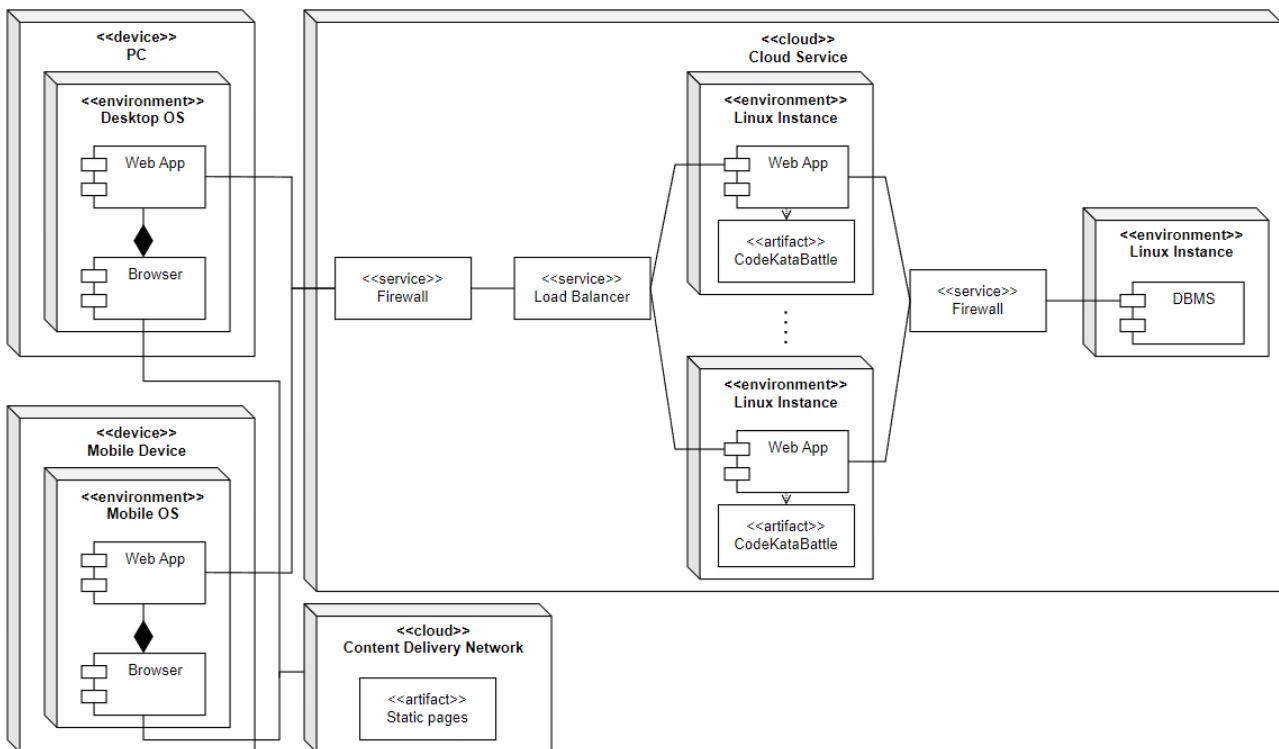 <<device>>
PC
<<environment>>
Desktop OS
Web App
Browser
<<device>>
Mobile Device
<<environment>>
Mobile OS
Web App
Browser
<<cloud>>
Cloud Service
<<service>>
Firewall
<<service>>
Load Balancer
<<environment>>
Linux Instance
Web App
<<artifact>>
CodeKataBattle
<<environment>>
Linux Instance
Web App
<<artifact>>
CodeKataBattle
<<service>>
Firewall
<<environment>>
Linux Instance
DBMS
<<cloud>>
Content Delivery Network
<<artifact>>
Static pages